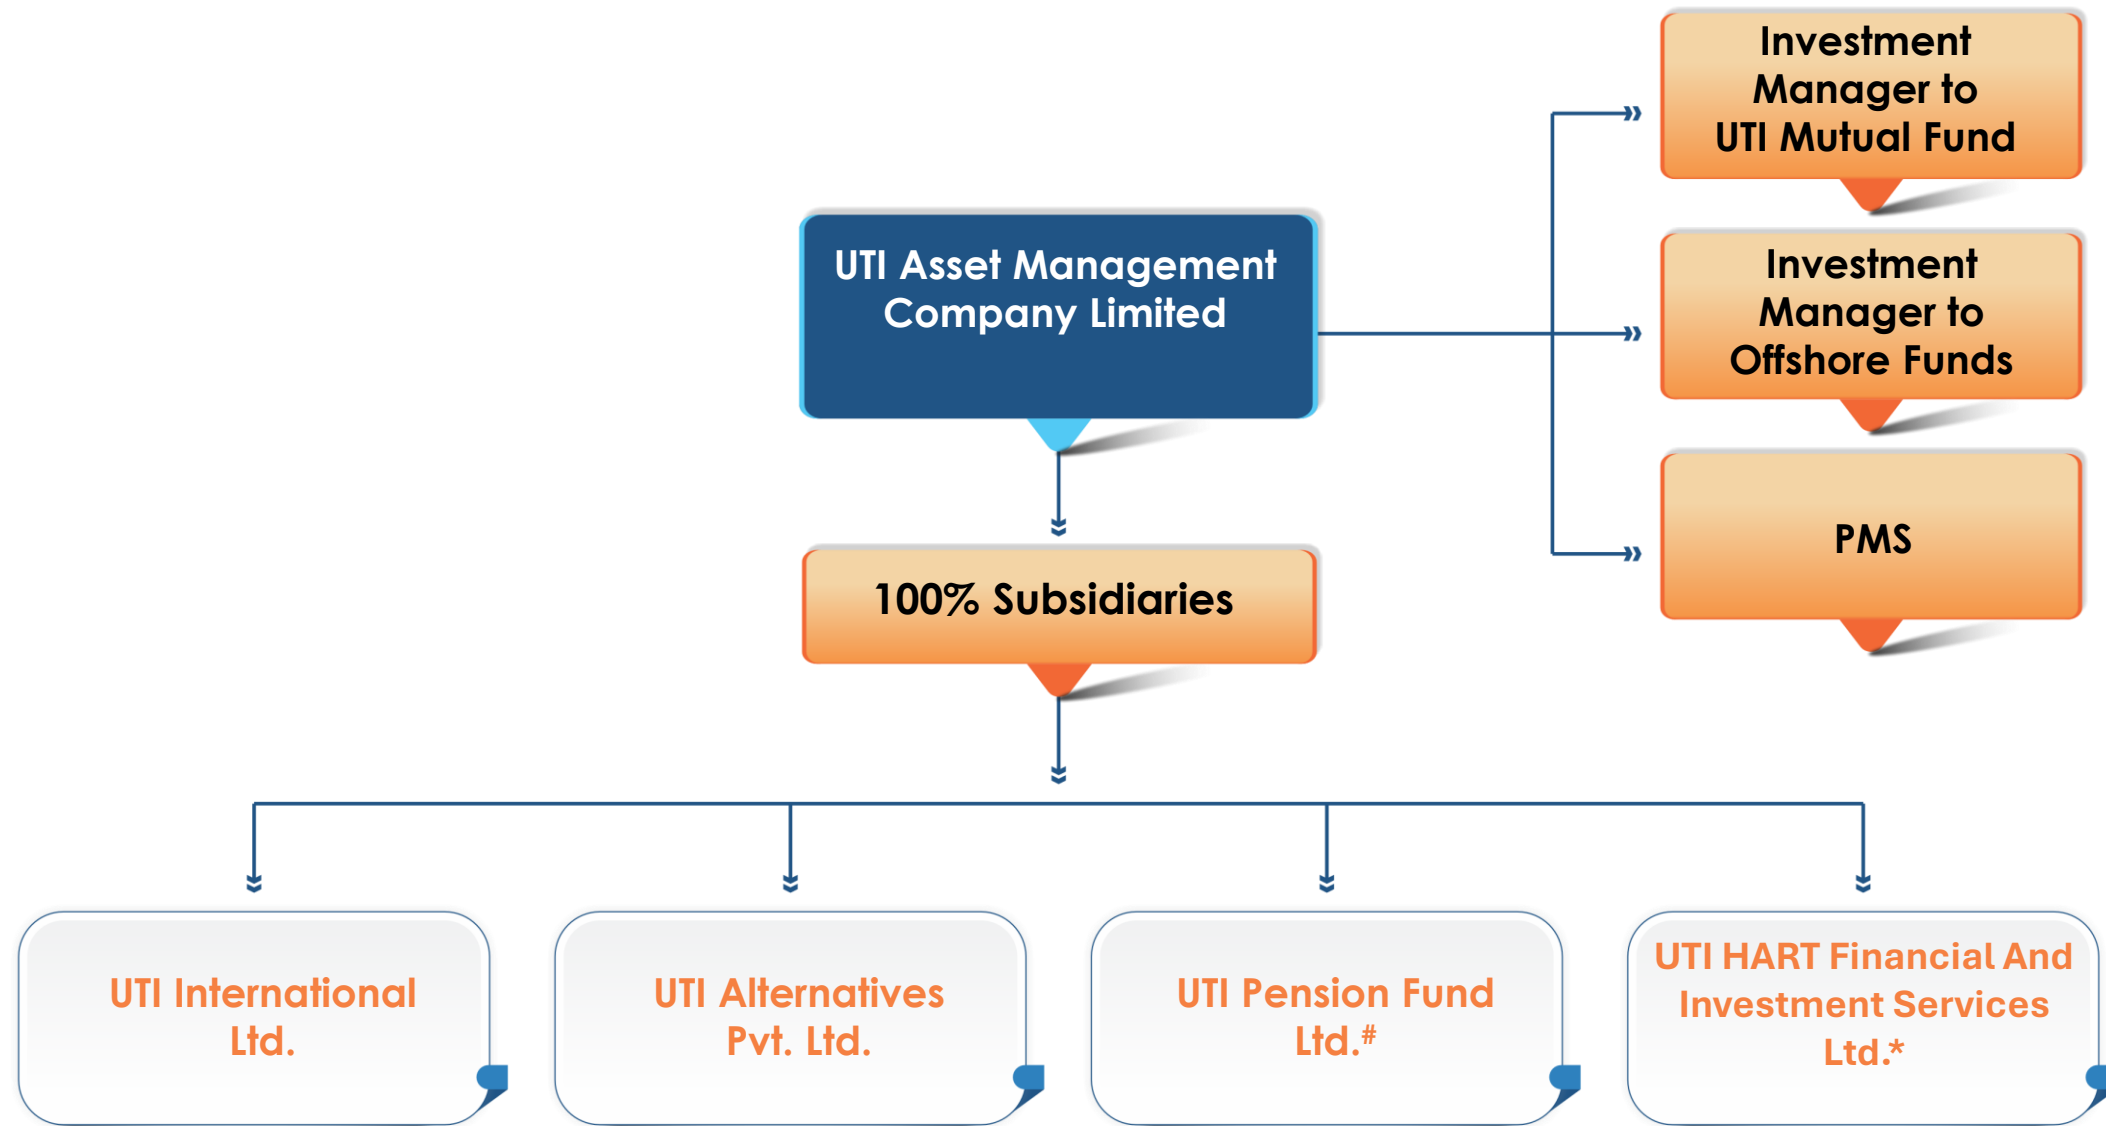 Investment
Manager to
UTI Mutual Fund
UTI Asset Management
Company Limited
Investment
Manager to
Offshore Funds
PMS
100% Subsidiaries
UTI International
Ltd.
UTI Alternatives
Pvt. Ltd.
UTI Pension Fund
Ltd.#
UTI HART Financial And
Investment Services
Ltd.*